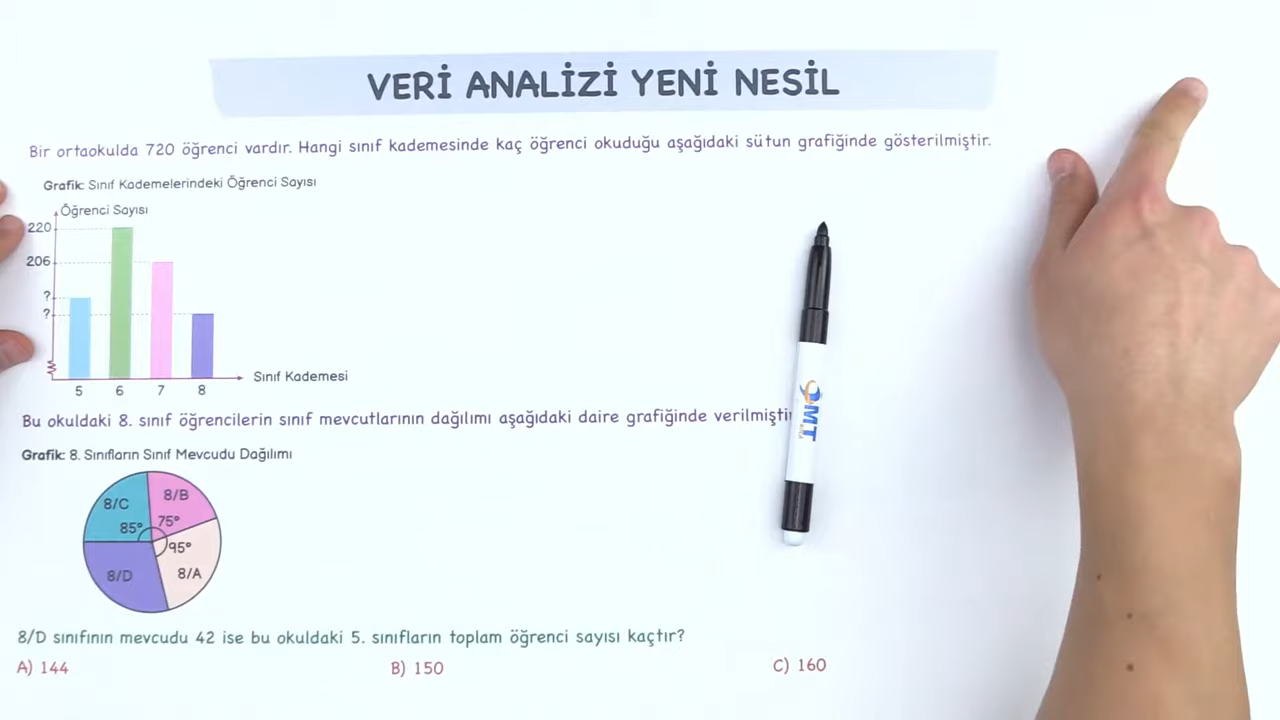 VERİ ANALİZİ YENİ NESİL
Bir ortaokulda 720 öğrenci vardır. Hangi sınıf kademesinde kaç öğrenci okuduğu aşağıdaki sütun grafiğinde gösterilmiştir.
Grafik: Sınıf Kademelerindeki Öğrenci Sayısı
Öğrenci Sayısı
220
206
?
?
5 6 7 8
Sınıf Kademesi
Bu okuldaki 8. sınıf öğrencilerin sınıf mevcutlarının dağılımı aşağıdaki daire grafiğinde
Grafik: 8. Sınıfların Sınıf Mevcudu Dağılımı
8/C 8/B
85° 75°
95°
8/D 8/A
MT
8/D sınıfının mevcudu 42 ise bu okuldaki 5. sınıfların toplam öğrenci sayısı kaçtır?
A) 144 B) 150 C) 160